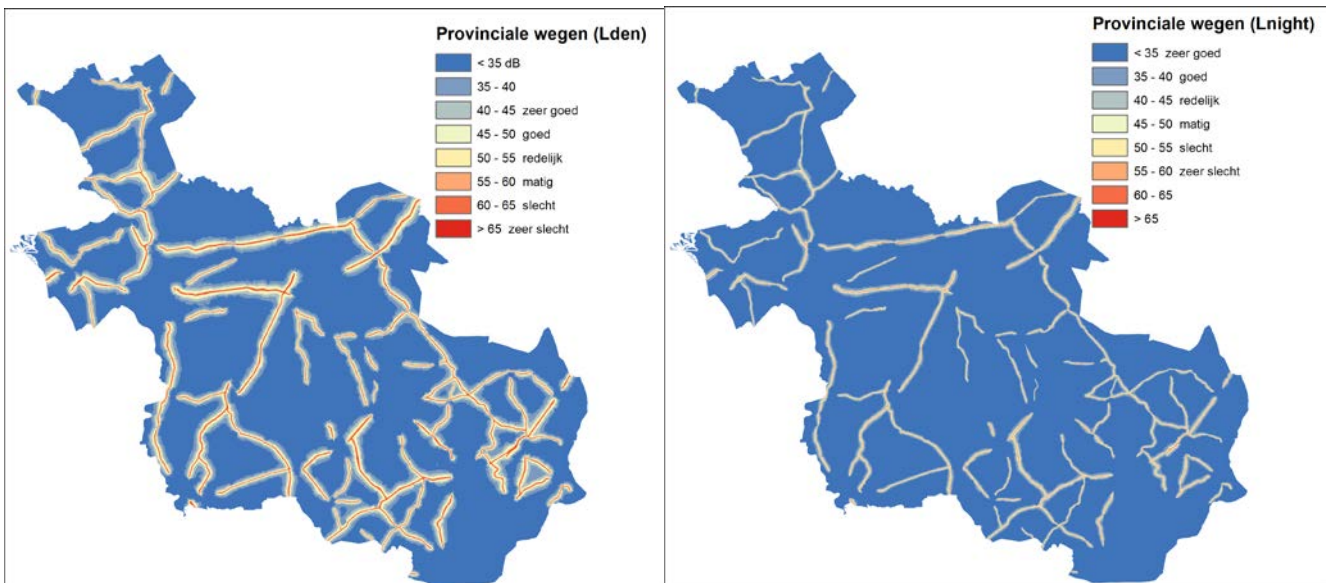 Provinciale wegen (Lden)
< 35 dB
35 - 40
40 - 45 zeer goed
45 - 50 goed
50 - 55 redelijk
55 - 60 matig
60 - 65 slecht
> 65 zeer slecht
Provinciale wegen (Lnight)
< 35 zeer goed
35 - 40 goed
40 - 45 redelijk
45 - 50 matig
50 - 55 slecht
55 - 60 zeer slecht
60 - 65
> 65